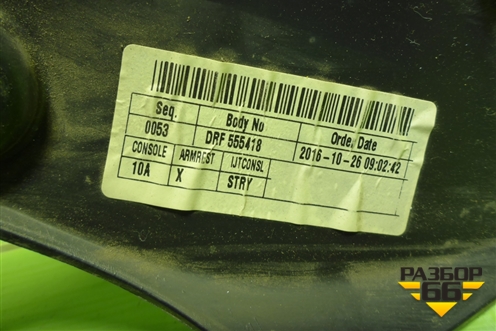 Seq. Body No Order Date
0053 DRF 555418 2016-10-26 09:02:42
CONSOLE ARMREST IJTCONSL
10A X STRY
РАЗБОР
66